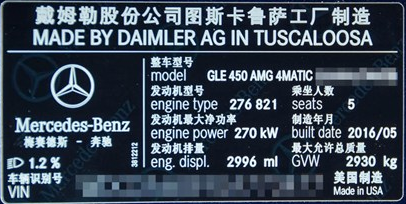 戴姆勒股份公司图斯卡鲁萨工厂制造
MADE BY DAIMLER AG IN TUSCALOOSA
整车型号
model GLE 450 AMG 4MATIC
发动机型号 乘坐人数
engine type 276 821 seats 5
发动机最大净功率 制造年月
engine power 270 kW built date 2016/05
发动机排量 最大允许总质量
eng. displ. 2996 ml GVW 2930 kg
Mercedes-Benz
梅赛德斯-奔驰
1.2 %
车辆识别号
VIN
美国制造
Made in USA